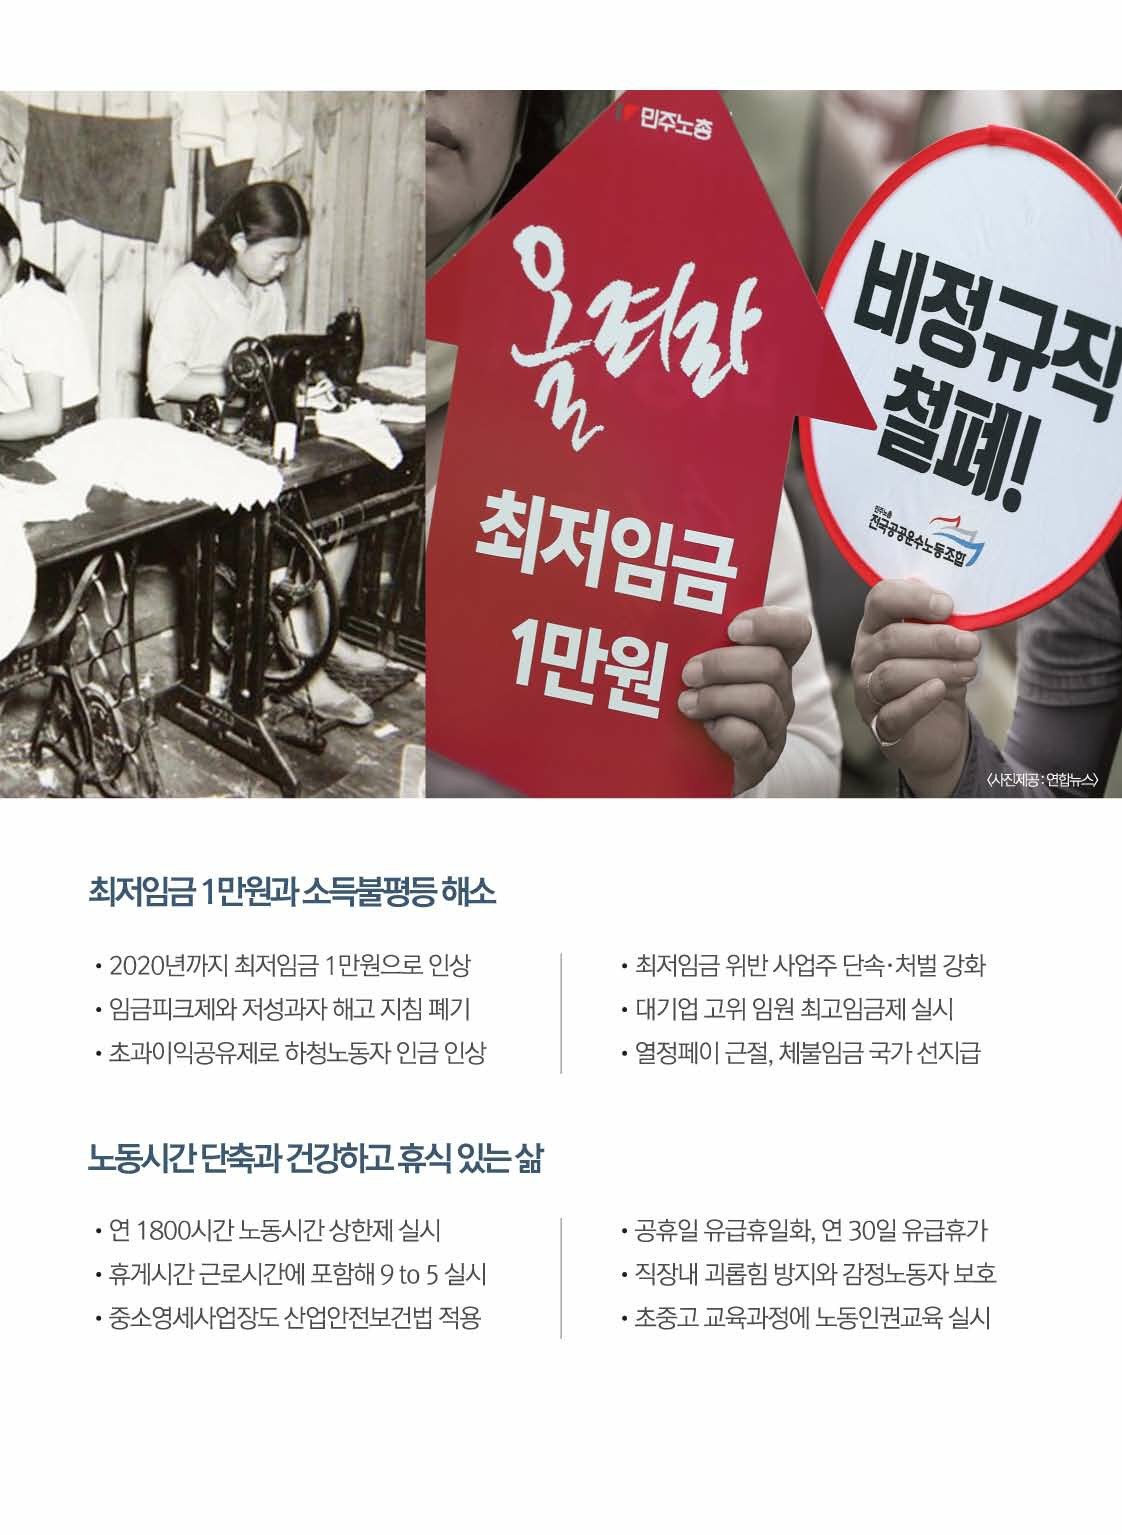 민주노총
올려라
최저임금
1만원
비정규직
철폐!
민주노총
전국공공운수노동조합
〈사진제공 : 연합뉴스〉
최저임금 1만원과 소득불평등 해소
• 2020년까지 최저임금 1만원으로 인상
• 임금피크제와 저성과자 해고 지침 폐기
• 초과이익공유제로 하청노동자 인금 인상
• 최저임금 위반 사업주 단속·처벌 강화
• 대기업 고위 임원 최고임금제 실시
• 열정페이 근절, 체불임금 국가 선지급
노동시간 단축과 건강하고 휴식 있는 삶
• 연 1800시간 노동시간 상한제 실시
• 휴게시간 근로시간에 포함해 9 to 5 실시
• 중소영세사업장도 산업안전보건법 적용
• 공휴일 유급휴일화, 연 30일 유급휴가
• 직장내 괴롭힘 방지와 감정노동자 보호
• 초중고 교육과정에 노동인권교육 실시